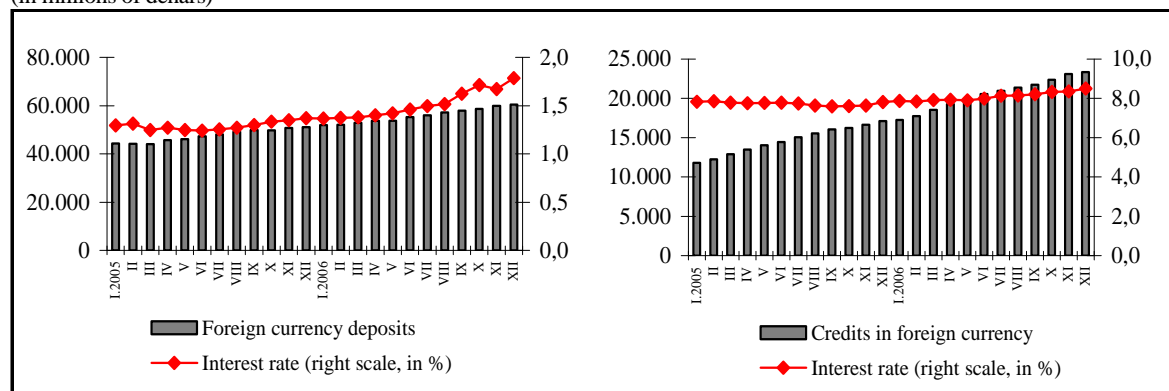 (in millions of denars)
80.000
60.000
40.000
20.000
0
2,0
1,5
1,0
0,5
0,0
I.2005
II
III
IV
V
VI
VII
VIII
IX
X
XI
XII
I.2006
II
III
IV
V
VI
VII
VIII
IX
X
XI
XII
Foreign currency deposits
Interest rate (right scale, in %)
25.000
20.000
15.000
10.000
5.000
0
10,0
8,0
6,0
4,0
2,0
0,0
I.2005
II
III
IV
V
VI
VII
VIII
IX
X
XI
XII
I.2006
II
III
IV
V
VI
VII
VIII
IX
X
XI
XII
Credits in foreign currency
Interest rate (right scale, in %)